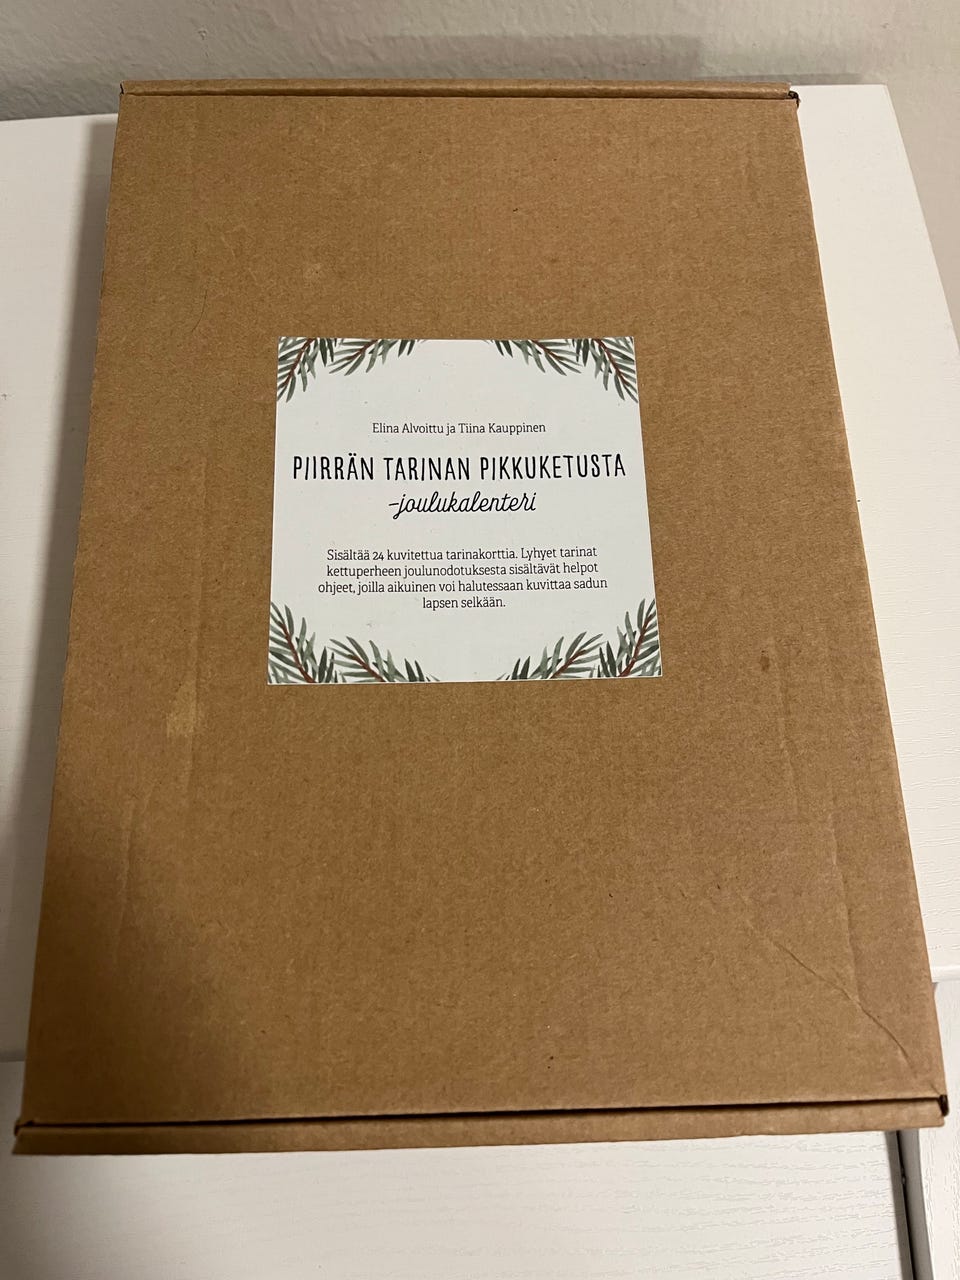 Elina Alvoittu ja Tiina Kauppinen
PIIRRÄN TARINAN PIKKUKETUSTA
-joulukalenteri
Sisältää 24 kuvitettua tarinakorttia. Lyhyet tarinat
kettuperheen joulunodotuksesta sisältävät helpot
ohjeet, joilla aikuinen voi halutessaan kuvittaa sadun
lapsen selkään.